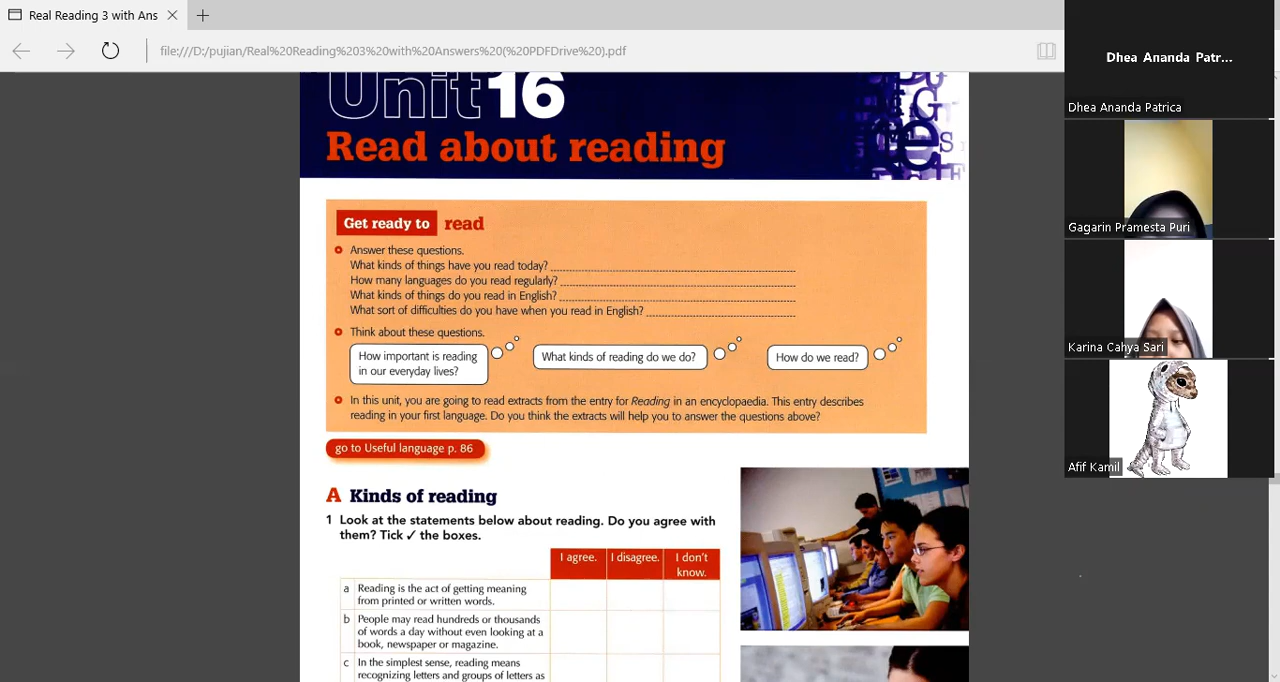 Real Reading 3 with Ans
file:///D:/pujian/Real%20Reading%203%20with%20Answers%20(%20PDFDrive%20).pdf
Unit 16
Read about reading
Get ready to read
Answer these questions.
What kinds of things have you read today?
How many languages do you read regularly?
What kinds of things do you read in English?
What sort of difficulties do you have when you read in English?
Think about these questions.
How important is reading
in our everyday lives?
What kinds of reading do we do?
How do we read?
In this unit, you are going to read extracts from the entry for Reading in an encyclopaedia. This entry describes
reading in your first language. Do you think the extracts will help you to answer the questions above?
go to Useful language p. 86
A Kinds of reading
1 Look at the statements below about reading. Do you agree with
them? Tick ✓ the boxes.
I agree. I disagree. I don't
know.
a Reading is the act of getting meaning
from printed or written words.
b People may read hundreds or thousands
of words a day without even looking at a
book, newspaper or magazine.
c In the simplest sense, reading means
recognizing letters and groups of letters as
Dhea Ananda Patr...
Dhea Ananda Patrica
Gagarin Pramesta Puri
Karina Cahya Sari
Afif Kamil